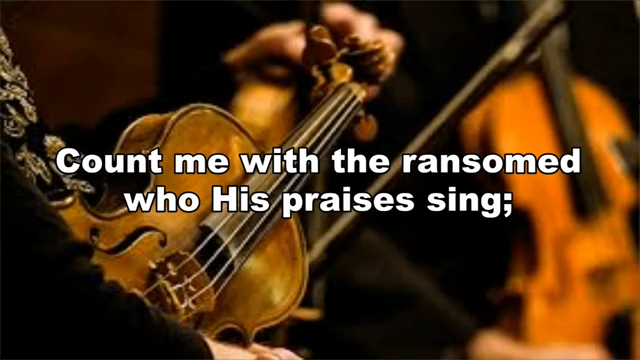 Count me with the ransomed
who His praises sing;